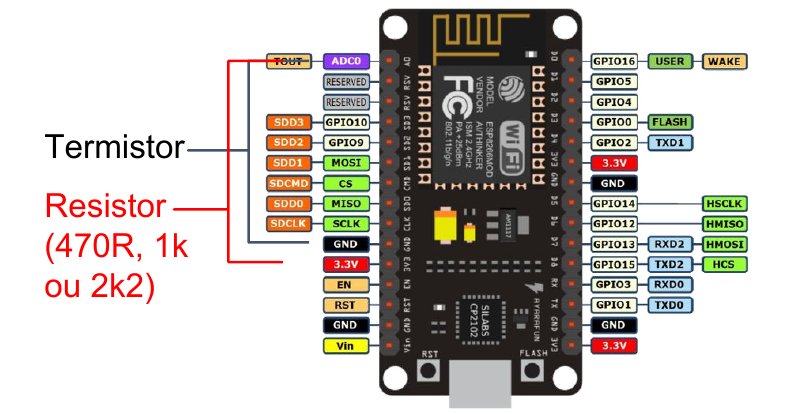 TOUT ADC0
RESERVED
RESERVED
SDD3 GPIO10
SDD2 GPIO9
SDD1 MOSI
SDCMD CS
SDD0 MISO
SDCLK SCLK
GND
3.3V
EN
RST
GND
Vin
Termistor
Resistor
(470R, 1k
ou 2k2)
A0
RSV
RSV
SD3
SD2
SD1
CMD
SD0
CLK
GND
3V3
EN
RST
GND
Vin
MODEL ESP8266MOD
VENDOR AITHINKER
ISM 2.4GHz
PA +25dBm
802.11b/g/n
FC
WiFi
AM1117
SILABS
CP2102
AYARAFUN
RST
FLASH
D0
D1
D2
D3
D4
3V3
GND
D5
D6
D7
D8
RX
TX
GND
3V3
GPIO16 USER WAKE
GPIO5
GPIO4
GPIO0 FLASH
GPIO2 TXD1
3.3V
GND
GPIO14 HSCLK
GPIO12 HMISO
GPIO13 RXD2 HMOSI
GPIO15 TXD2 HCS
GPIO3 RXD0
GPIO1 TXD0
GND
3.3V